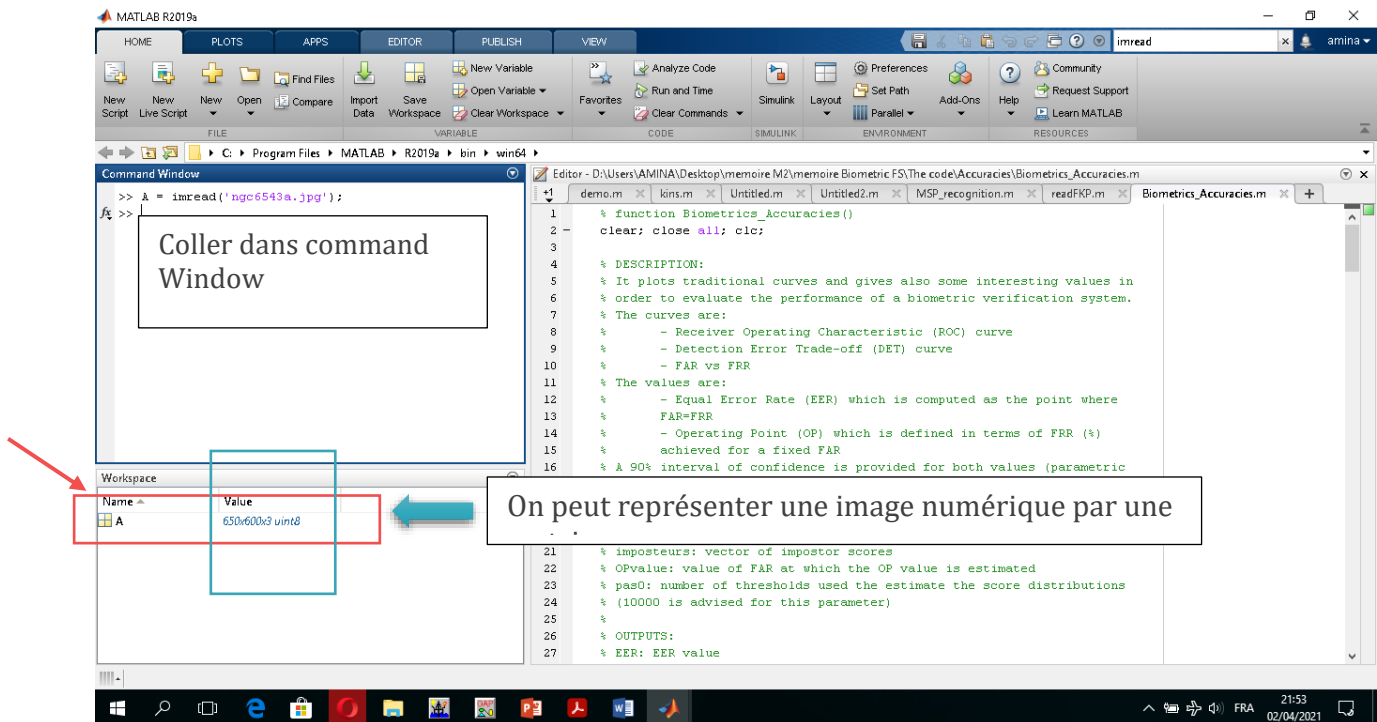 MATLAB R2019a
HOME PLOTS APPS EDITOR PUBLISH VIEW imread amina
New Script New Live Script New Open Find Files Compare Import Data Save Workspace New Variable Open Variable Clear Workspace Favorites Analyze Code Run and Time Clear Commands Simulink Layout Preferences Set Path Parallel Add-Ons Help Community Request Support Learn MATLAB
FILE VARIABLE CODE SIMULINK ENVIRONMENT RESOURCES
C: Program Files MATLAB R2019a bin win64
Command Window
>> A = imread('ngc6543a.jpg');
fx >>
Coller dans command
Window
Workspace
Name Value
A 650x600x3 uint8
Editor - D:\Users\AMINA\Desktop\memoire M2\memoire Biometric FS\The code\Accuracies\Biometrics_Accuracies.m
+1 demo.m kins.m Untitled.m Untitled2.m MSP_recognition.m readFKP.m Biometrics_Accuracies.m +
1 % function Biometrics_Accuracies()
2 - clear; close all; clc;
3
4 % DESCRIPTION:
5 % It plots traditional curves and gives also some interesting values in
6 % order to evaluate the performance of a biometric verification system.
7 % The curves are:
8 % - Receiver Operating Characteristic (ROC) curve
9 % - Detection Error Trade-off (DET) curve
10 % - FAR vs FRR
11 % The values are:
12 % - Equal Error Rate (EER) which is computed as the point where
13 % FAR=FRR
14 % - Operating Point (OP) which is defined in terms of FRR (%)
15 % achieved for a fixed FAR
16 % A 90% interval of confidence is provided for both values (parametric
On peut représenter une image numérique par une
21 % imposteurs: vector of impostor scores
22 % OPvalue: value of FAR at which the OP value is estimated
23 % pas0: number of thresholds used the estimate the score distributions
24 % (10000 is advised for this parameter)
25 %
26 % OUTPUTS:
27 % EER: EER value
FRA 21:53
02/04/2021